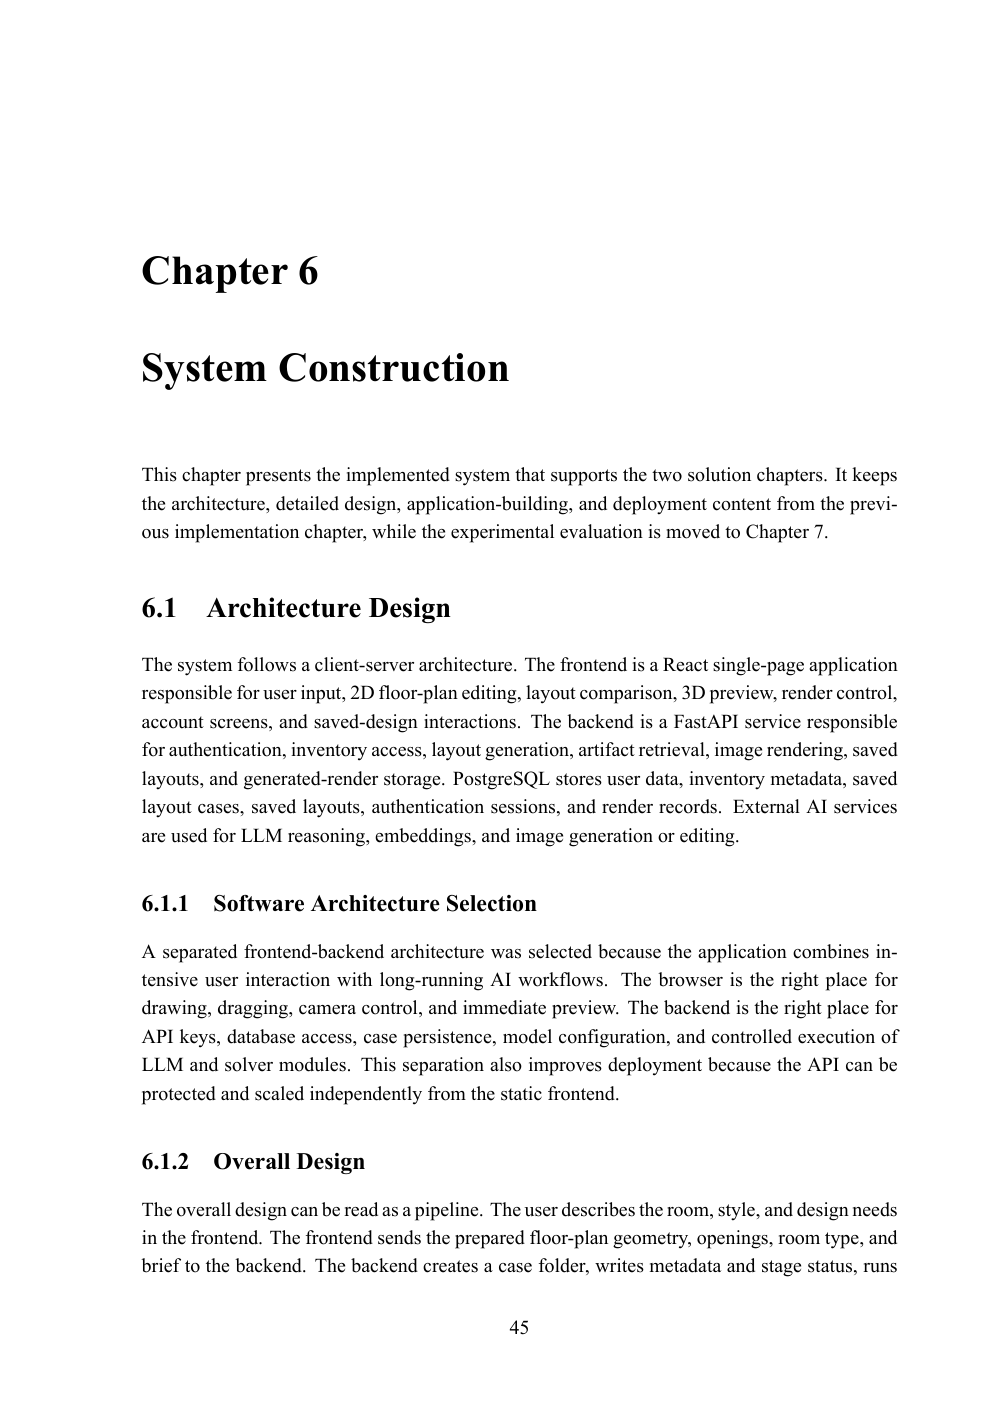 Chapter 6
System Construction
This chapter presents the implemented system that supports the two solution chapters. It keeps
the architecture, detailed design, application-building, and deployment content from the previ-
ous implementation chapter, while the experimental evaluation is moved to Chapter 7.
6.1 Architecture Design
The system follows a client-server architecture. The frontend is a React single-page application
responsible for user input, 2D floor-plan editing, layout comparison, 3D preview, render control,
account screens, and saved-design interactions. The backend is a FastAPI service responsible
for authentication, inventory access, layout generation, artifact retrieval, image rendering, saved
layouts, and generated-render storage. PostgreSQL stores user data, inventory metadata, saved
layout cases, saved layouts, authentication sessions, and render records. External AI services
are used for LLM reasoning, embeddings, and image generation or editing.
6.1.1 Software Architecture Selection
A separated frontend-backend architecture was selected because the application combines in-
tensive user interaction with long-running AI workflows. The browser is the right place for
drawing, dragging, camera control, and immediate preview. The backend is the right place for
API keys, database access, case persistence, model configuration, and controlled execution of
LLM and solver modules. This separation also improves deployment because the API can be
protected and scaled independently from the static frontend.
6.1.2 Overall Design
The overall design can be read as a pipeline. The user describes the room, style, and design needs
in the frontend. The frontend sends the prepared floor-plan geometry, openings, room type, and
brief to the backend. The backend creates a case folder, writes metadata and stage status, runs
45